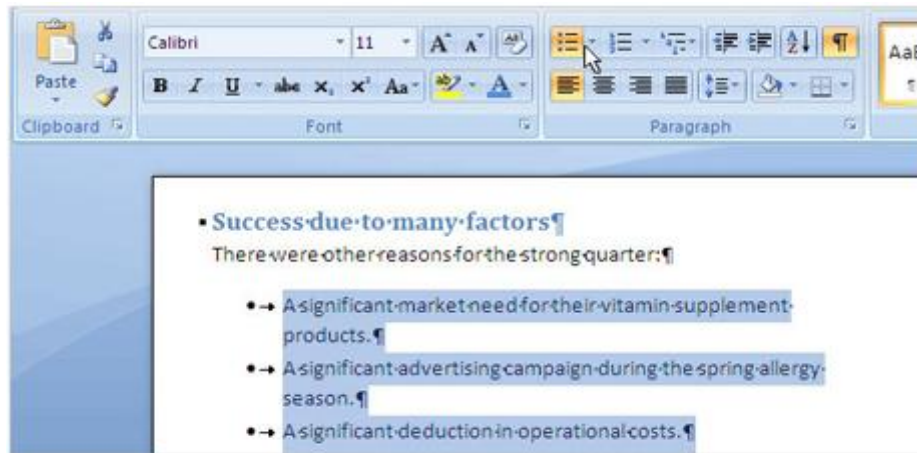 Calibri 11 A A AaB
Paste B I U abc x, x² Aa A
Clipboard Font Paragraph
Success·due·to·many·factors¶
There·were·other·reasons·for·the·strong·quarter:¶
•→ A·significant·market·need·for·their·vitamin·supplement·
products.¶
•→ A·significant·advertising·campaign·during·the·spring·allergy·
season.¶
•→ A·significant·deduction·in·operational·costs.¶